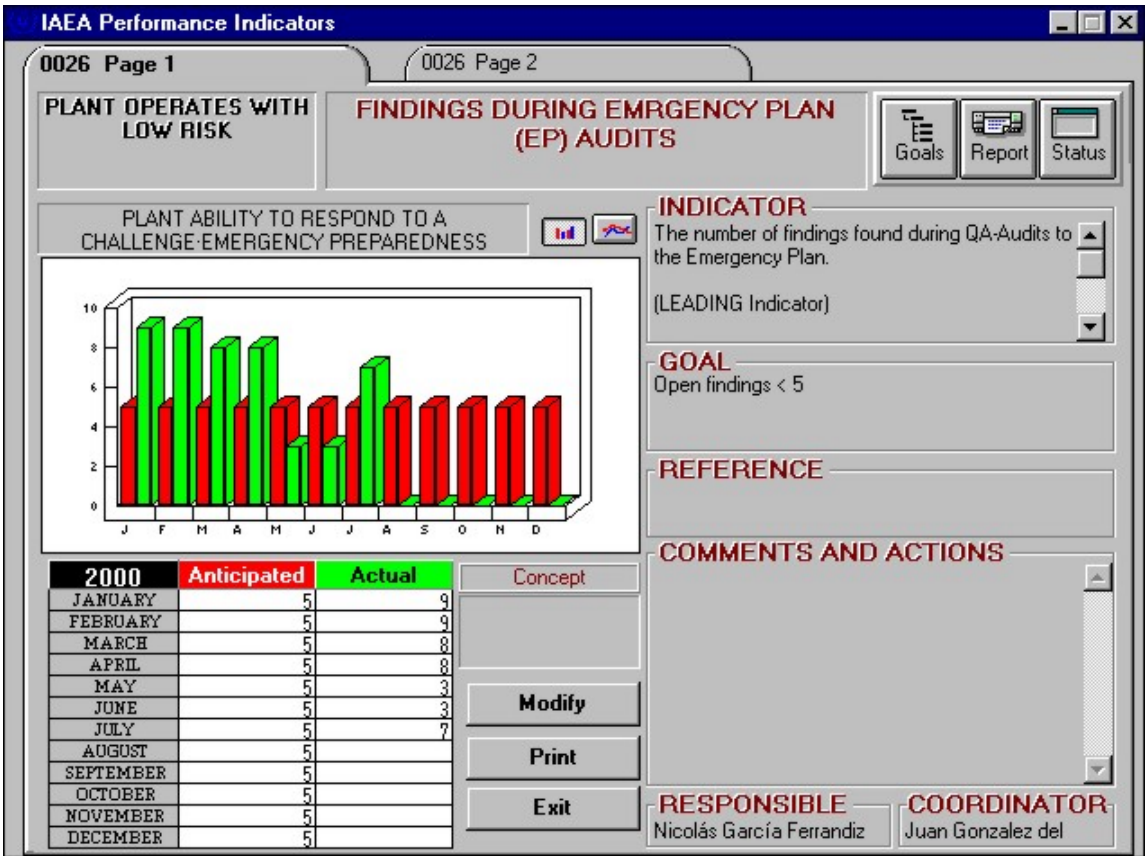 IAEA Performance Indicators
0026 Page 1
0026 Page 2
PLANT OPERATES WITH
LOW RISK
FINDINGS DURING EMRGENCY PLAN
(EP) AUDITS
Goals
Report
Status
PLANT ABILITY TO RESPOND TO A
CHALLENGE-EMERGENCY PREPAREDNESS
10
8
6
4
2
0
J F M A M J J A S O N D
INDICATOR
The number of findings found during QA-Audits to
the Emergency Plan.
(LEADING Indicator)
GOAL
Open findings < 5
REFERENCE
COMMENTS AND ACTIONS
2000 Anticipated Actual
JANUARY 5 9
FEBRUARY 5 9
MARCH 5 8
APRIL 5 8
MAY 5 3
JUNE 5 3
JULY 5 7
AUGUST 5
SEPTEMBER 5
OCTOBER 5
NOVEMBER 5
DECEMBER 5
Concept
Modify
Print
Exit
RESPONSIBLE
Nicolás García Ferrandiz
COORDINATOR
Juan Gonzalez del